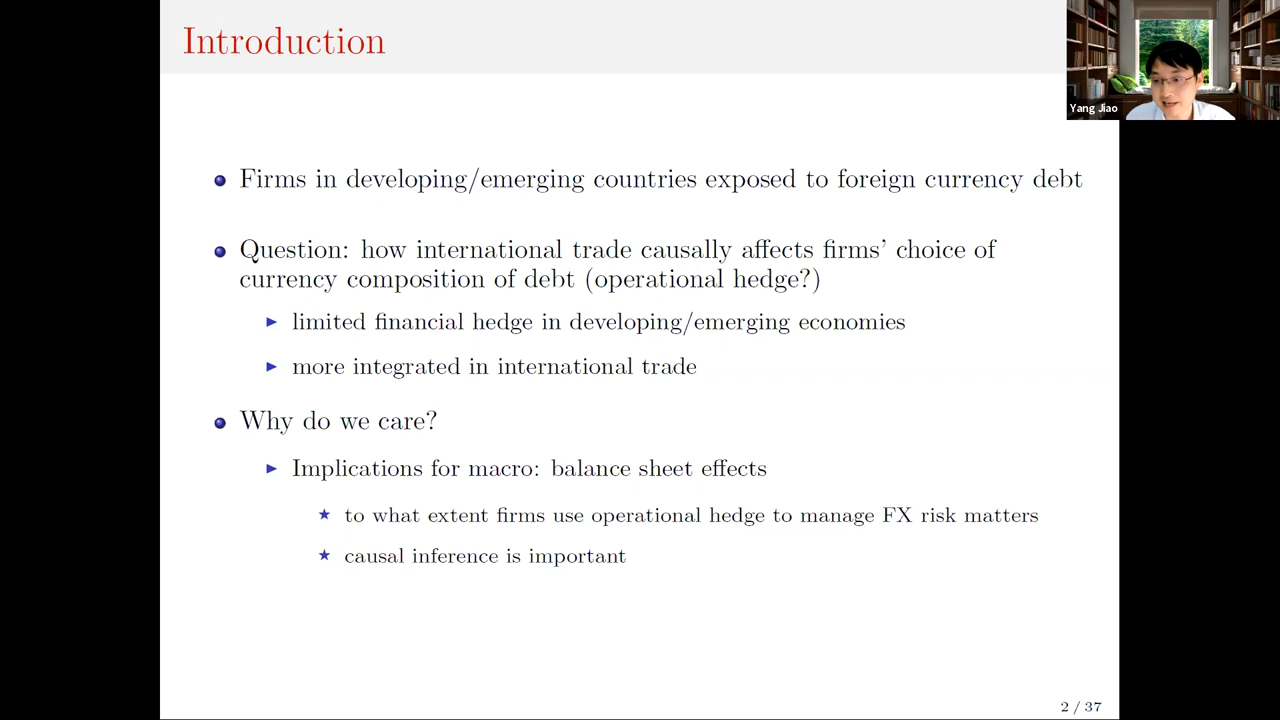 Introduction
Yang Jiao
Firms in developing/emerging countries exposed to foreign currency debt
Question: how international trade causally affects firms' choice of
currency composition of debt (operational hedge?)
limited financial hedge in developing/emerging economies
more integrated in international trade
Why do we care?
Implications for macro: balance sheet effects
to what extent firms use operational hedge to manage FX risk matters
causal inference is important
2 / 37